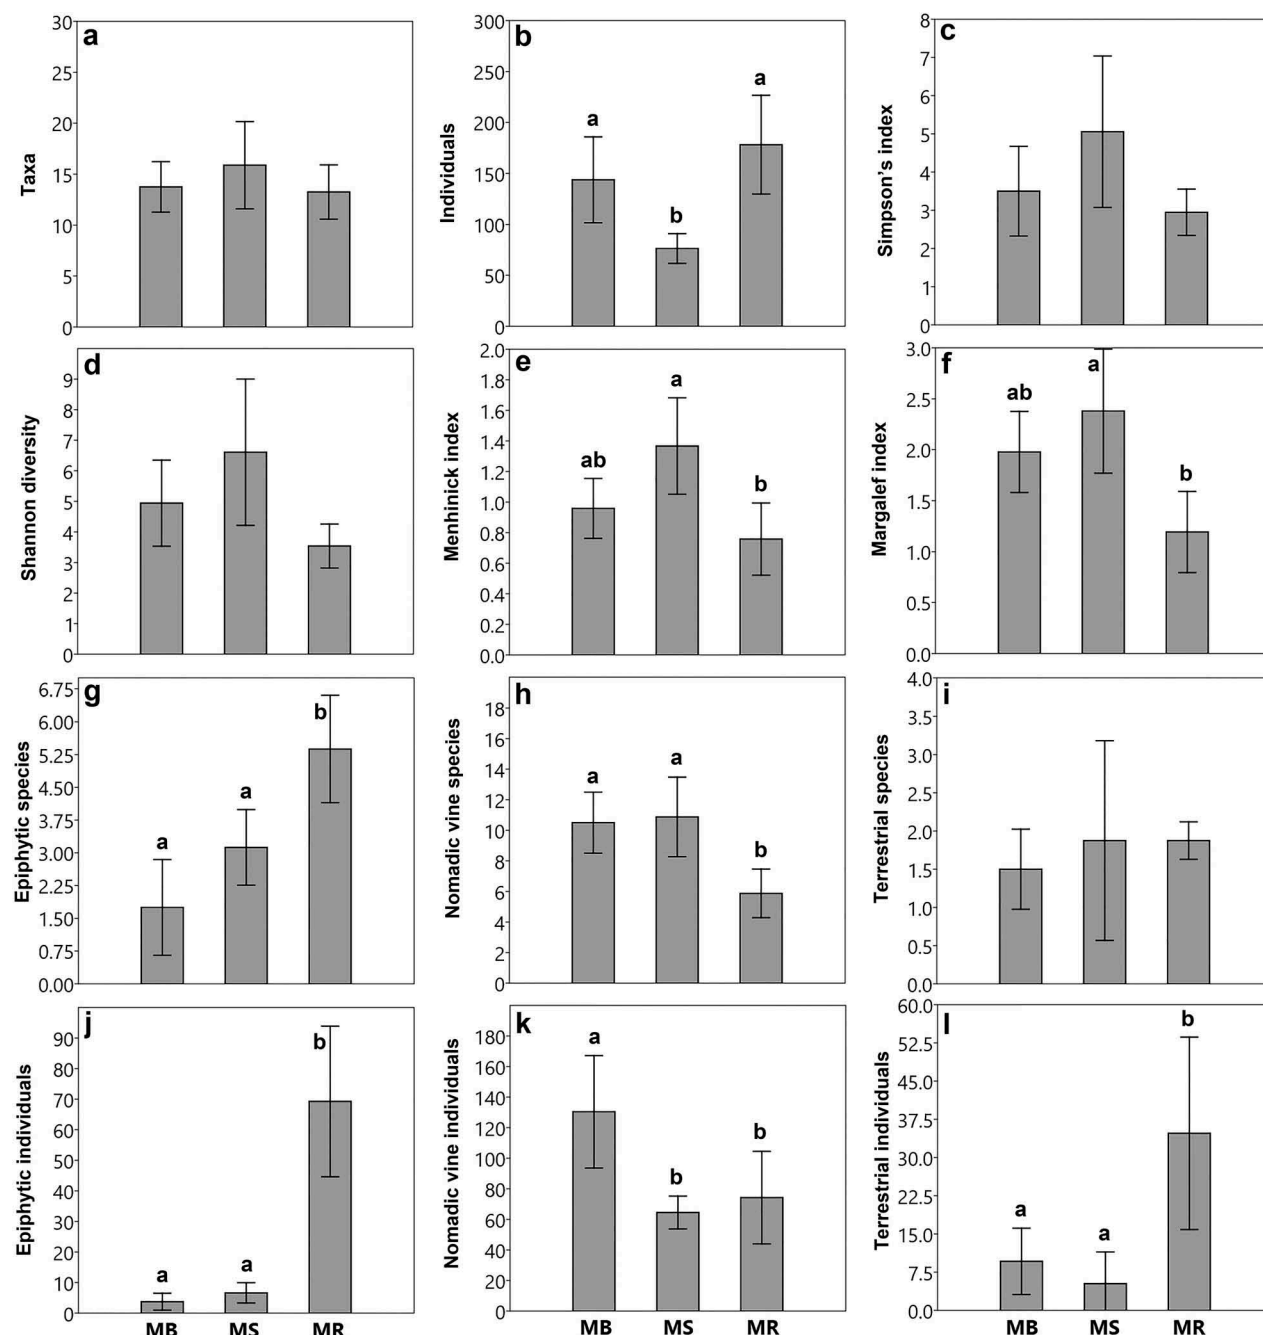 a
Taxa
30
25
20
15
10
5
0
b
Individuals
300
250
200
150
100
50
0
a
b
a
c
Simpson's index
8
7
6
5
4
3
2
1
0
d
Shannon diversity
9
8
7
6
5
4
3
2
1
0
e
Menhinick index
2.0
1.8
1.6
1.4
1.2
1.0
0.8
0.6
0.4
0.2
0.0
ab
a
b
f
Margalef index
3.0
2.5
2.0
1.5
1.0
0.5
0.0
ab
a
b
g
Epiphytic species
6.75
6.00
5.25
4.50
3.75
3.00
2.25
1.50
0.75
0.00
a
a
b
h
Nomadic vine species
18
16
14
12
10
8
6
4
2
0
a
a
b
i
Terrestrial species
4.0
3.5
3.0
2.5
2.0
1.5
1.0
0.5
0.0
j
Epiphytic individuals
90
80
70
60
50
40
30
20
10
0
a
a
b
MB MS MR
k
Nomadic vine individuals
180
160
140
120
100
80
60
40
20
0
a
b
b
MB MS MR
l
Terrestrial individuals
60.0
52.5
45.0
37.5
30.0
22.5
15.0
7.5
0.0
a
a
b
MB MS MR